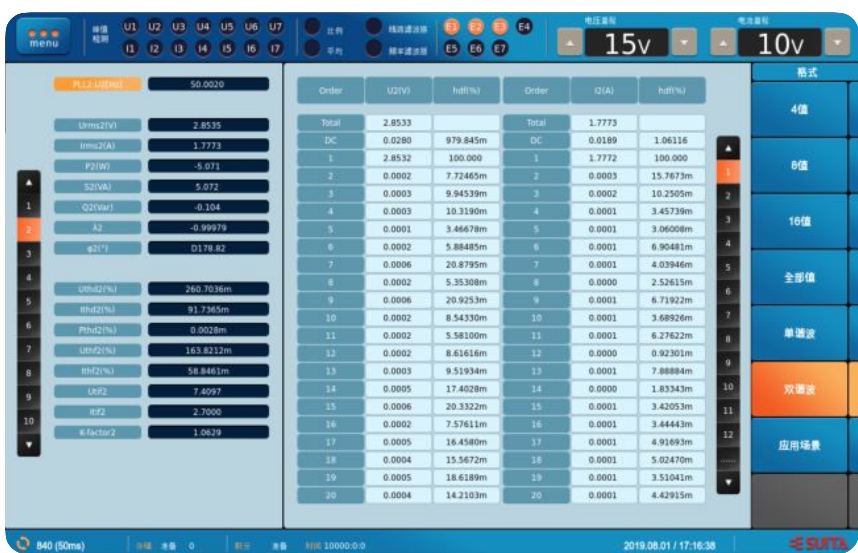 menu
峰值 U1 U2 U3 U4 U5 U6 U7 比例 线路滤波器 E1 E2 E3 E4 电压量程 电流量程
检测 I1 I2 I3 I4 I5 I6 I7 平均 频率滤波器 E5 E6 E7 15V 10V
格式
4值
8值
16值
全部值
单谐波
双谐波
应用场景
1
2
3
4
5
6
7
8
9
10
PLL2:U2(Hz) 50.0020
Urms2(V) 2.8535
Irms2(A) 1.7773
P2(W) -5.071
S2(VA) 5.072
Q2(Var) -0.104
λ2 -0.99979
φ2(°) D178.82
Uthd2(%) 260.7036m
Ithd2(%) 91.7365m
Pthd2(%) 0.0028m
Uthf2(%) 163.8212m
Ithf2(%) 58.8461m
Utif2 7.4097
Itif2 2.7000
K-factor2 1.0629
Order U2(V) hdf(%) Order I2(A) hdf(%)
Total 2.8533 Total 1.7773
DC 0.0280 979.845m DC 0.0189 1.06116
1 2.8532 100.000 1 1.7772 100.000
2 0.0002 7.72465m 2 0.0003 15.7673m
3 0.0003 9.94539m 3 0.0002 10.2505m
4 0.0003 10.3190m 4 0.0001 3.45739m
5 0.0001 3.46678m 5 0.0001 3.06008m
6 0.0002 5.88485m 6 0.0001 6.90481m
7 0.0006 20.8795m 7 0.0001 4.03946m
8 0.0002 5.35308m 8 0.0000 2.52615m
9 0.0006 20.9253m 9 0.0001 6.71922m
10 0.0002 8.54330m 10 0.0001 3.68926m
11 0.0002 5.58100m 11 0.0001 6.27622m
12 0.0002 8.61616m 12 0.0000 0.92301m
13 0.0003 9.51934m 13 0.0001 7.88884m
14 0.0005 17.4028m 14 0.0000 1.83343m
15 0.0006 20.3322m 15 0.0001 3.42053m
16 0.0002 7.57611m 16 0.0001 3.44443m
17 0.0005 16.4580m 17 0.0001 4.91693m
18 0.0004 15.5672m 18 0.0001 5.02470m
19 0.0005 18.6189m 19 0.0001 3.51041m
20 0.0004 14.2103m 20 0.0001 4.42915m
1
2
3
4
5
6
7
8
9
10
11
12
......
840 (50ms) 存储 准备 0 积分 准备 时间 10000:0:0 2019.08.01 / 17:16:38 SUITA